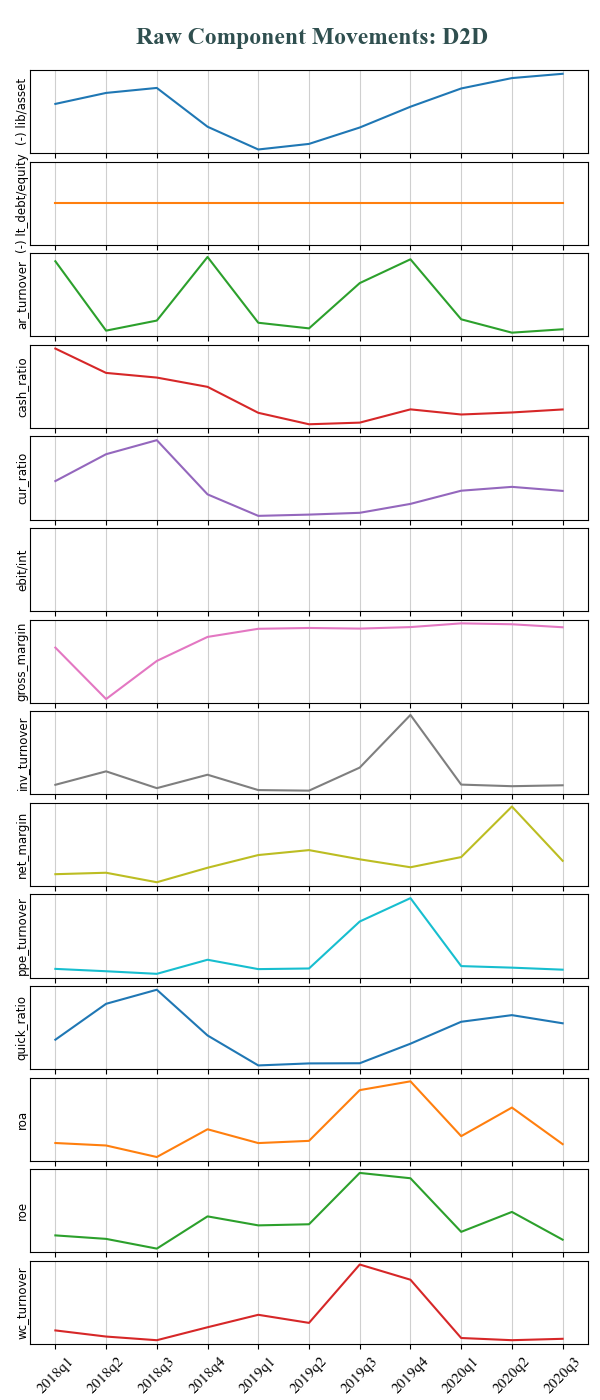 Raw Component Movements: D2D
(-) lib/asset
(-) lt_debt/equity
ar_turnover
cash_ratio
cur_ratio
ebit/int
gross_margin
inv_turnover
net_margin
ppe_turnover
quick_ratio
roa
roe
wc_turnover
2018q1 2018q2 2018q3 2018q4 2019q1 2019q2 2019q3 2019q4 2020q1 2020q2 2020q3